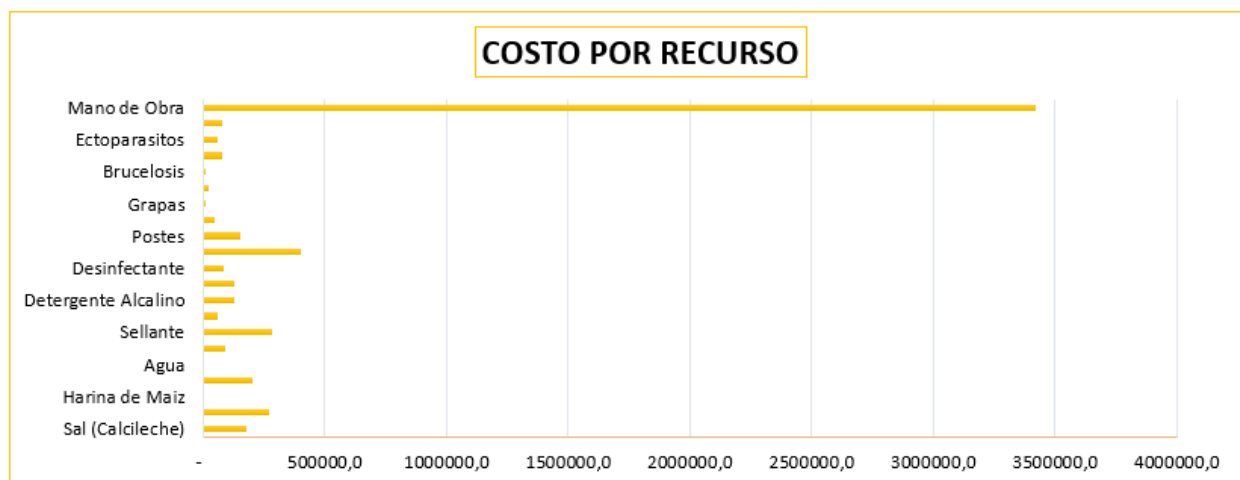 COSTO POR RECURSO
Mano de Obra
Ectoparasitos
Brucelosis
Grapas
Postes
Desinfectante
Detergente Alcalino
Sellante
Agua
Harina de Maiz
Sal (Calcileche)
- 500000,0 1000000,0 1500000,0 2000000,0 2500000,0 3000000,0 3500000,0 4000000,0